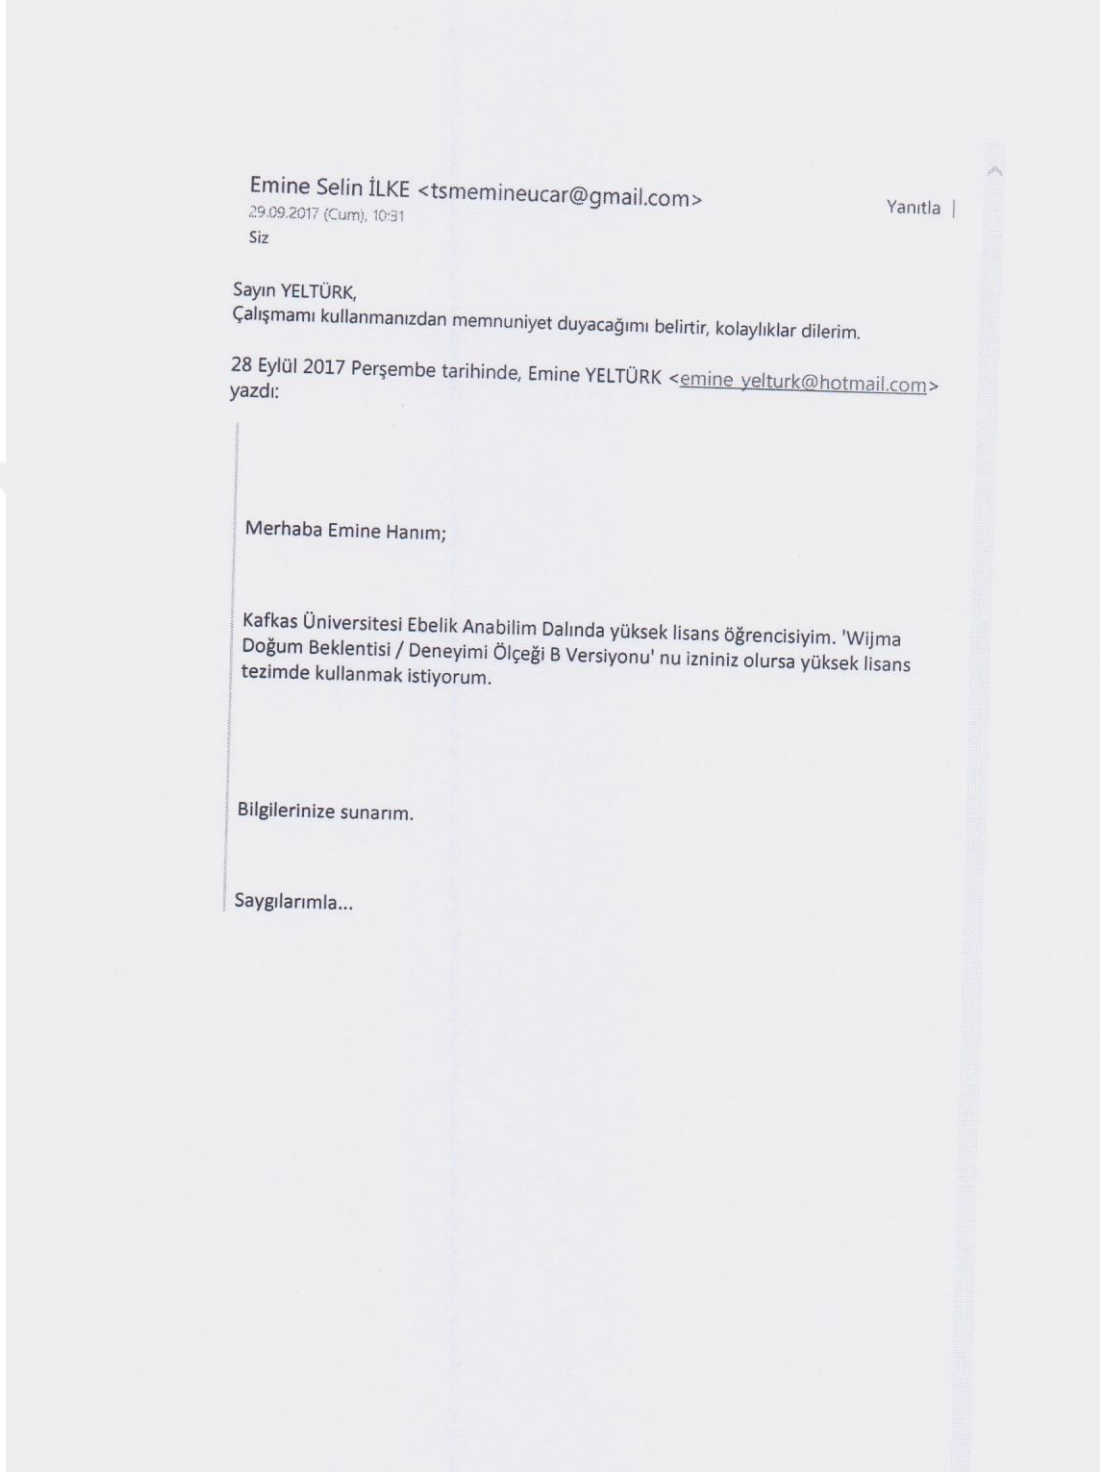 Emine Selin İLKE <tsmemineucar@gmail.com>
Yanıtla |
29.09.2017 (Cum), 10:31
Siz
Sayın YELTÜRK,
Çalışmamı kullanmanızdan memnuniyet duyacağımı belirtir, kolaylıklar dilerim.
28 Eylül 2017 Perşembe tarihinde, Emine YELTÜRK <emine_yelturk@hotmail.com>
yazdı:
Merhaba Emine Hanım;
Kafkas Üniversitesi Ebelik Anabilim Dalında yüksek lisans öğrencisiyim. 'Wijma
Doğum Beklentisi / Deneyimi Ölçeği B Versiyonu' nu izniniz olursa yüksek lisans
tezimde kullanmak istiyorum.
Bilgilerinize sunarım.
Saygılarımla...